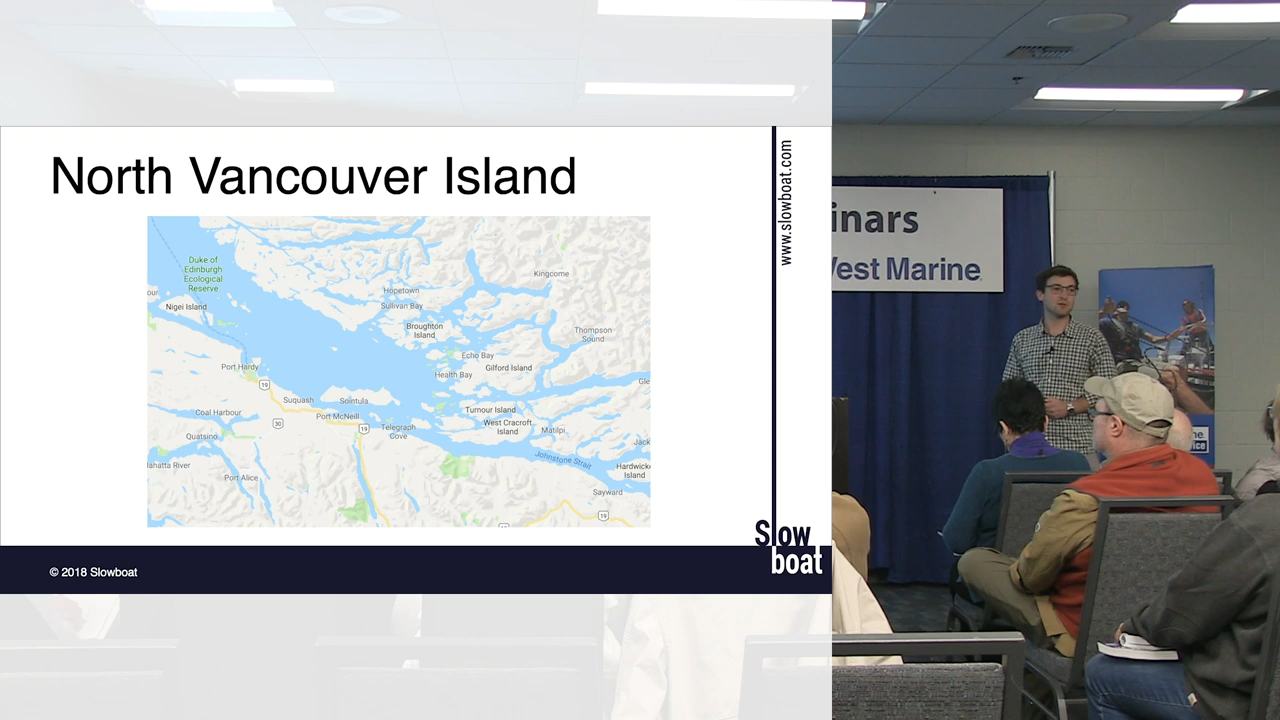 North Vancouver Island
www.slowboat.com
Duke of
Edinburgh
Ecological
Reserve
Kingcome
Hopetown
Nigei Island
Sullivan Bay
Broughton
Island
Thompson
Sound
Echo Bay
Port Hardy
Gilford Island
Health Bay
19
Suquash
Sointula
Coal Harbour
Port McNeill
Turnour Island
30
19
Telegraph
Cove
West Cracroft
Island
Matilpi
Quatsino
Johnstone Strait
Port Alice
Hardwicke
Island
Sayward
19
Slow
boat
© 2018 Slowboat
inars
West Marine